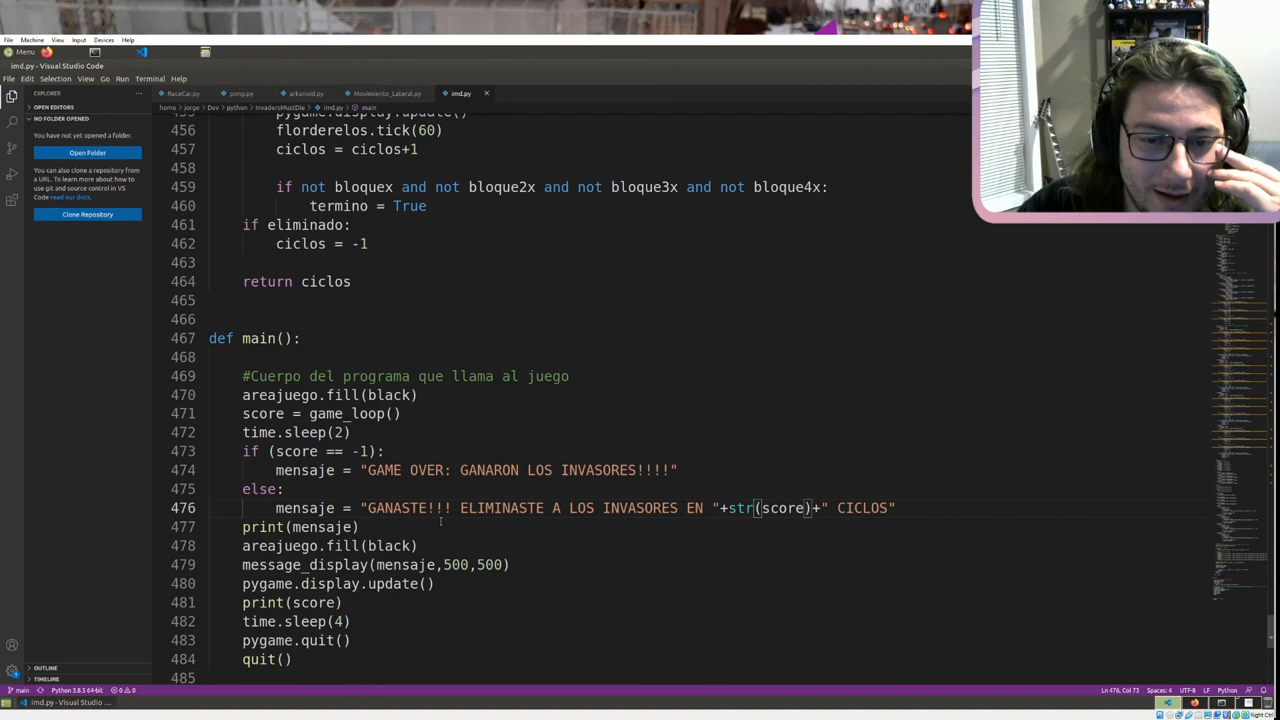 File Machine View Input Devices Help
Menu
imd.py - Visual Studio Code
File Edit Selection View Go Run Terminal Help
EXPLORER
OPEN EDITORS
NO FOLDER OPENED
You have not yet opened a folder.
Open Folder
You can also clone a repository from a URL. To learn more about how to use git and source control in VS Code read our docs.
Clone Repository
OUTLINE
TIMELINE
RaceCar.py pong.py arkanoid.py Movimiento_Lateral.py imd.py
home > jorge > Dev > python > InvadersMustDie > imd.py > main
455 pygame.display.update()
456 florderelos.tick(60)
457 ciclos = ciclos+1
458
459 if not bloquex and not bloque2x and not bloque3x and not bloque4x:
460 termino = True
461 if eliminado:
462 ciclos = -1
463
464 return ciclos
465
466
467 def main():
468
469 #Cuerpo del programa que llama al juego
470 areajuego.fill(black)
471 score = game_loop()
472 time.sleep(2)
473 if (score == -1):
474 mensaje = "GAME OVER: GANARON LOS INVASORES!!!!"
475 else:
476 mensaje = "GANASTE!!! ELIMINASTE A LOS INVASORES EN "+str(score)+" CICLOS"
477 print(mensaje)
478 areajuego.fill(black)
479 message_display(mensaje,500,500)
480 pygame.display.update()
481 print(score)
482 time.sleep(4)
483 pygame.quit()
484 quit()
485
main Python 3.8.5 64-bit 0 0 Ln 476, Col 73 Spaces: 4 UTF-8 LF Python
imd.py - Visual Studio ...
Right Ctrl